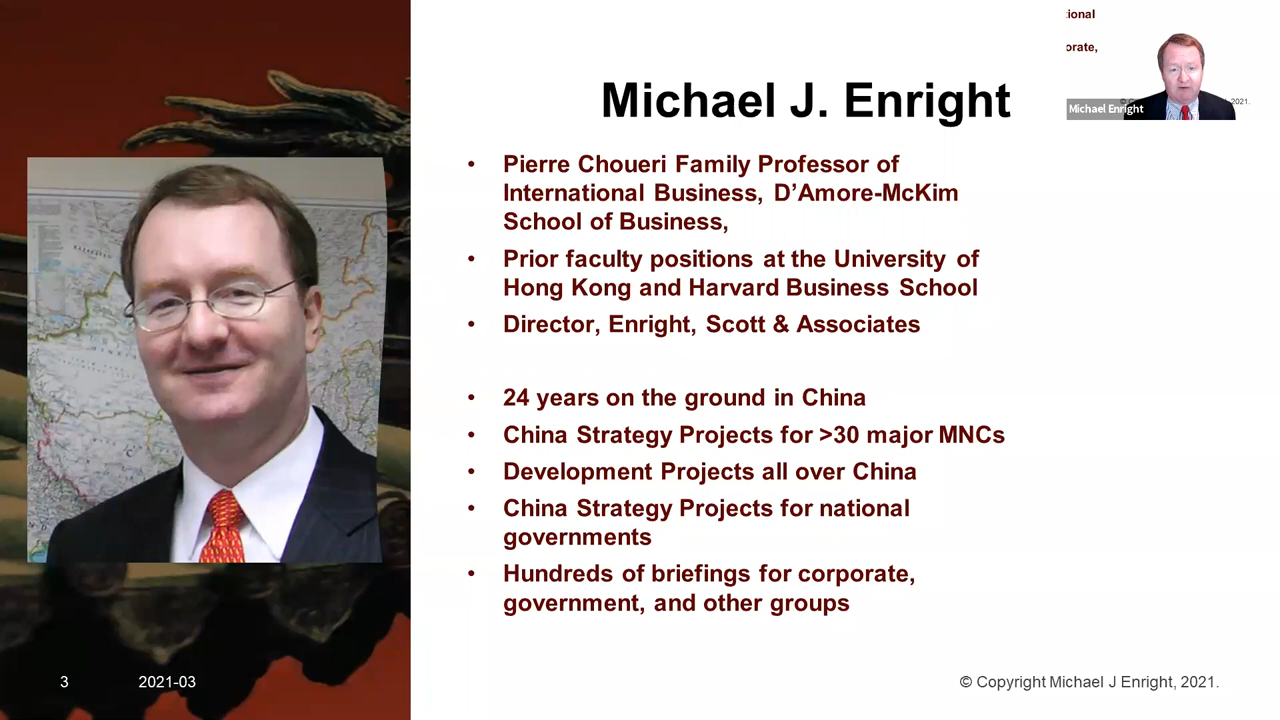 Michael J. Enright
• Pierre Choueri Family Professor of
International Business, D’Amore-McKim
School of Business,
• Prior faculty positions at the University of
Hong Kong and Harvard Business School
• Director, Enright, Scott & Associates
• 24 years on the ground in China
• China Strategy Projects for >30 major MNCs
• Development Projects all over China
• China Strategy Projects for national
governments
• Hundreds of briefings for corporate,
government, and other groups
3
2021-03
© Copyright Michael J Enright, 2021.
orate,
Michael Enright
2021.